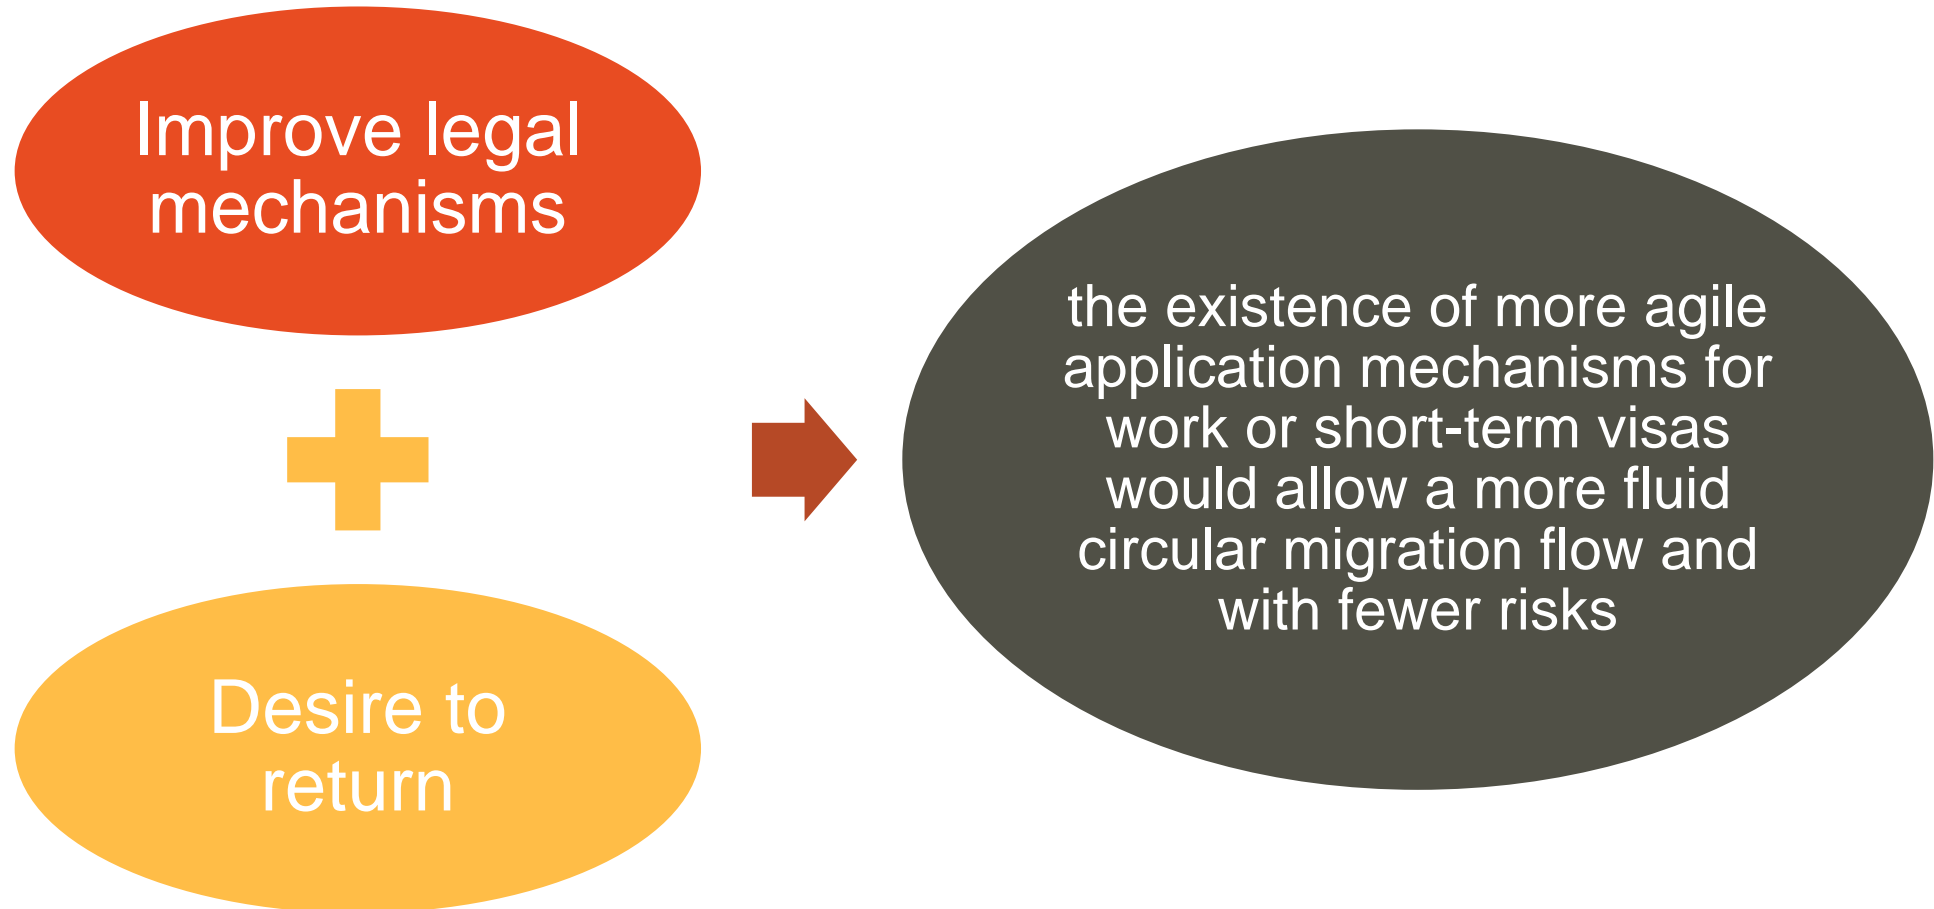 Improve legal
mechanisms
Desire to
return
the existence of more agile
application mechanisms for
work or short-term visas
would allow a more fluid
circular migration flow and
with fewer risks